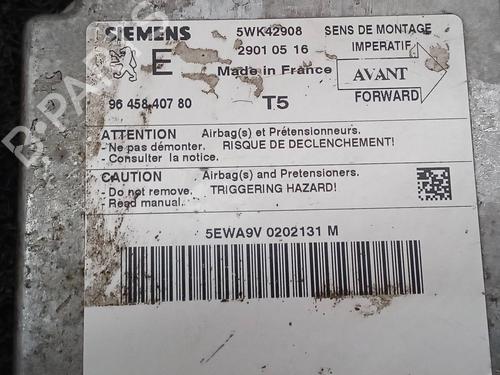 SIEMENS 5WK42908 SENS DE MONTAGE
2901 05 16 IMPERATIF
E Made in France AVANT
96 458 407 80 T5 FORWARD
ATTENTION Airbag(s) et Prétensionneurs.
- Ne pas démonter. RISQUE DE DECLENCHEMENT!
- Consulter la notice.
CAUTION Airbag(s) and Pretensioners.
- Do not remove. TRIGGERING HAZARD!
- Read manual.
5EWA9V 0202131 M
B-PARTS